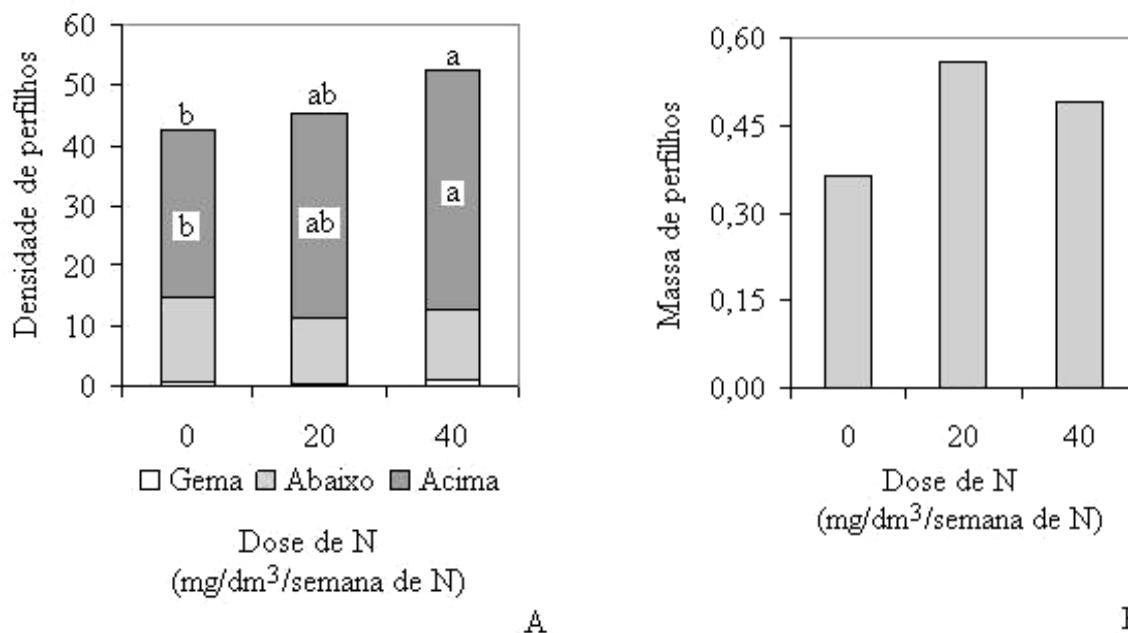 Densidade de perfilhos
60
50
40
30
20
10
0
b
ab
a
b
ab
a
0 20 40
Gema Abaixo Acima
Dose de N
(mg/dm³/semana de N)
A
Massa de perfilhos
0,60
0,45
0,30
0,15
0,00
0 20 40
Dose de N
(mg/dm³/semana de N)